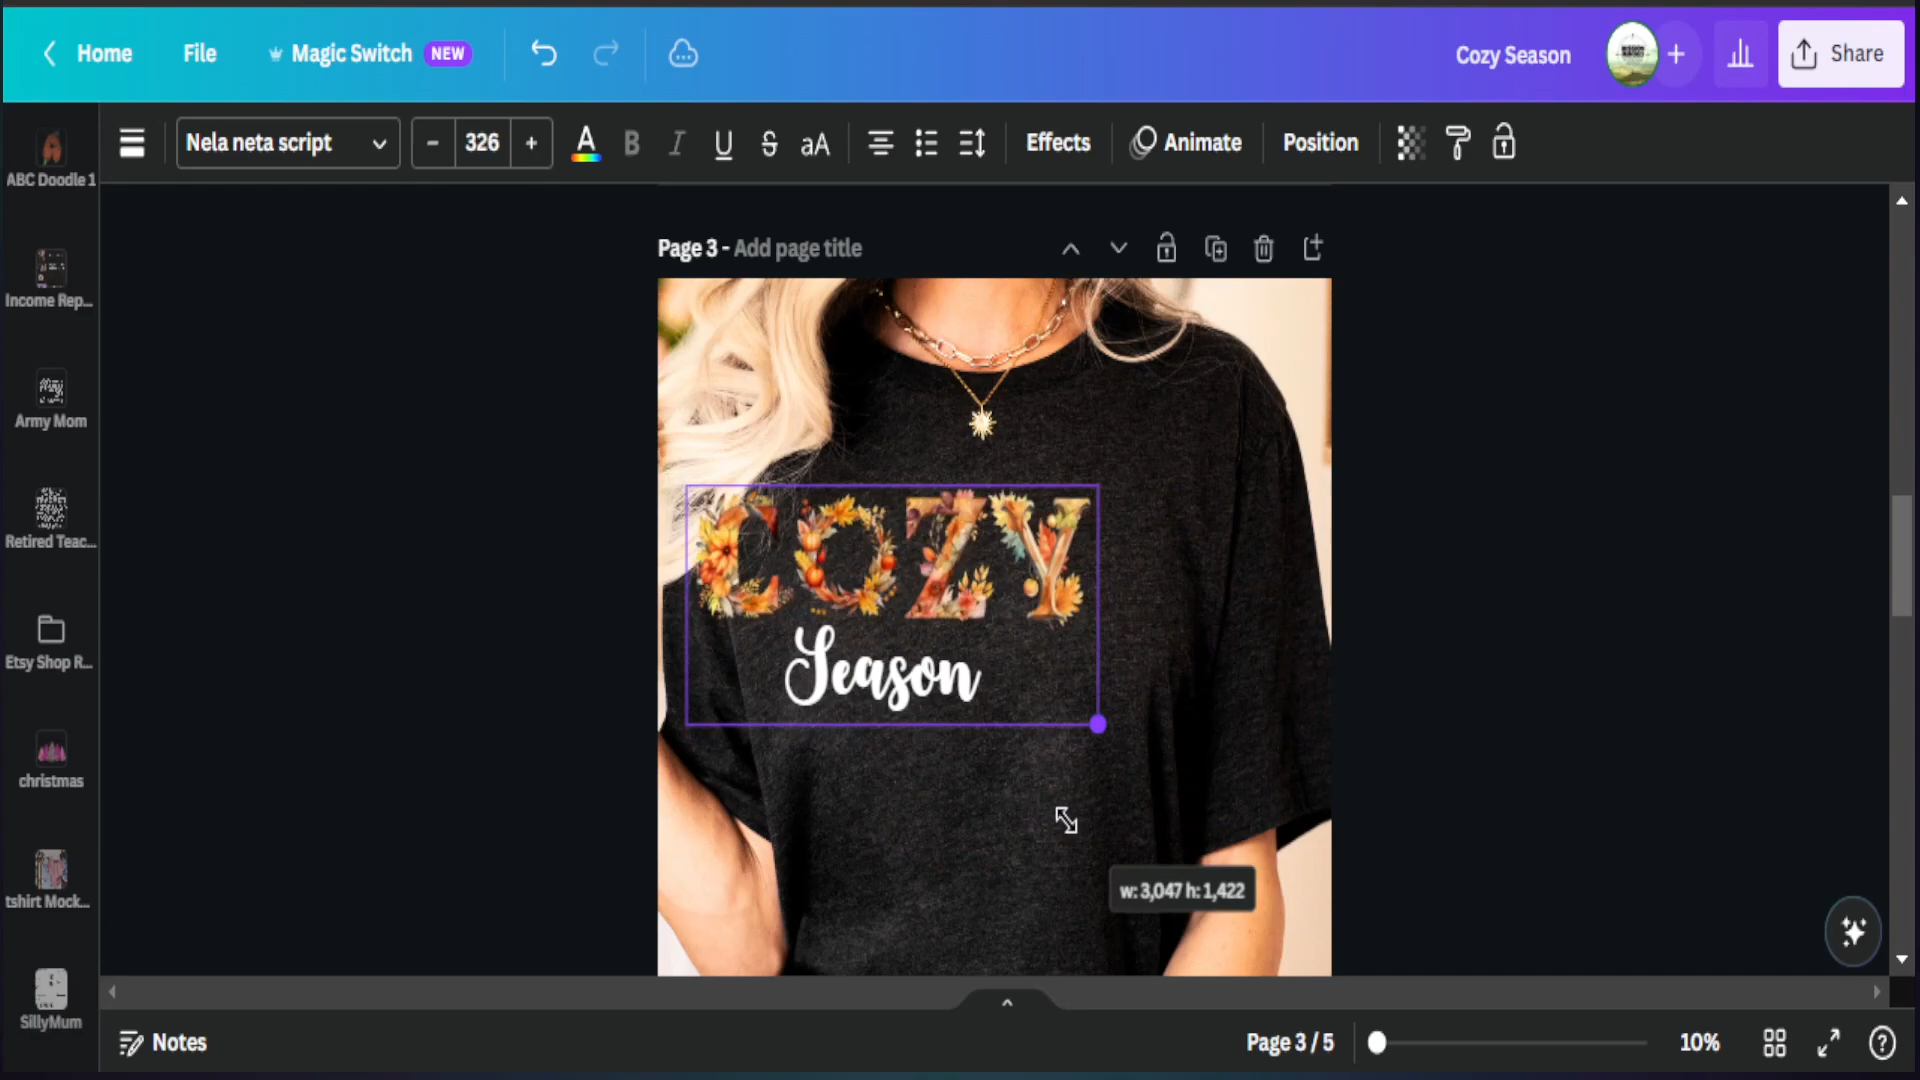 Home
File
Magic Switch NEW
Cozy Season
Share
Nela neta script
- 326 +
A B I U S aA
Effects
Animate
Position
ABC Doodle 1
Income Rep...
Army Mom
Retired Teac...
Etsy Shop R...
christmas
tshirt Mock...
SillyMum
Page 3 - Add page title
COZY
Season
w: 3,047 h: 1,422
Notes
Page 3 / 5
10%
?